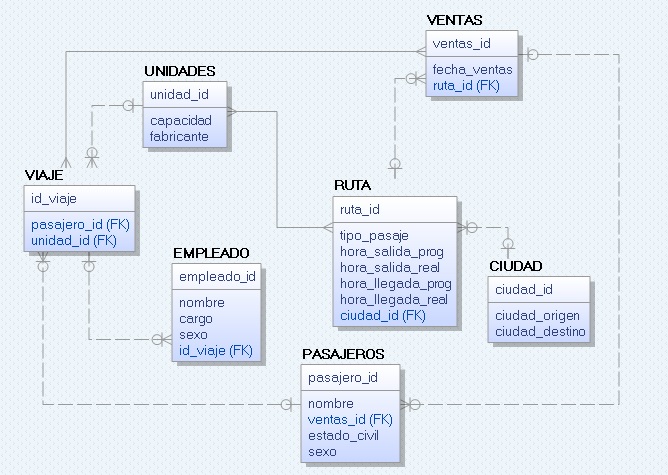 VENTAS
ventas_id
fecha_ventas
ruta_id (FK)
UNIDADES
unidad_id
capacidad
fabricante
VIAJE
id_viaje
pasajero_id (FK)
unidad_id (FK)
RUTA
ruta_id
tipo_pasaje
hora_salida_prog
hora_salida_real
hora_llegada_prog
hora_llegada_real
ciudad_id (FK)
EMPLEADO
empleado_id
nombre
cargo
sexo
id_viaje (FK)
CIUDAD
ciudad_id
ciudad_origen
ciudad_destino
PASAJEROS
pasajero_id
nombre
ventas_id (FK)
estado_civil
sexo